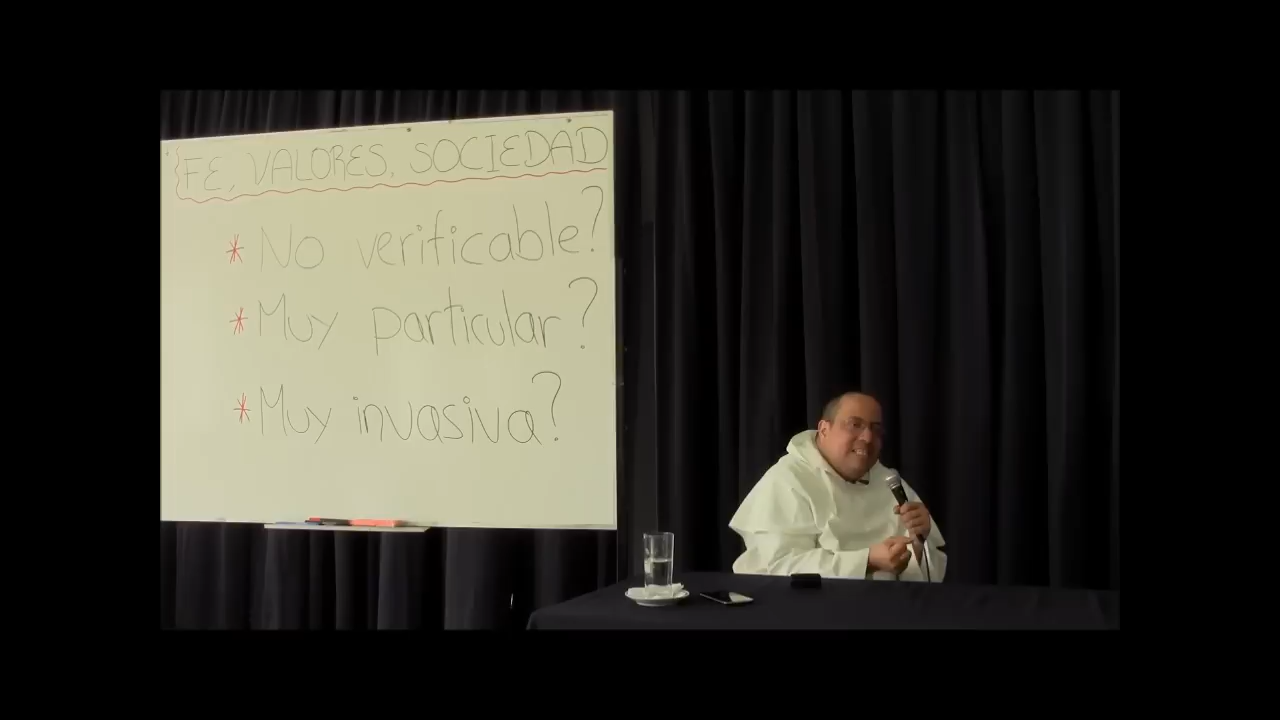 FE, VALORES, SOCIEDAD
* No verificable?
* Muy particular?
* Muy invasiva?